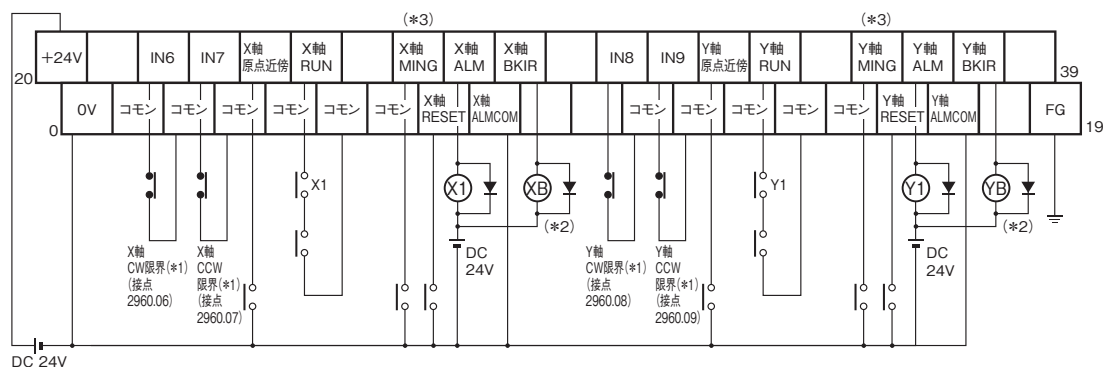 (*3) (*3)
+24V IN6 IN7 X軸 原点近傍 X軸 RUN X軸 MING X軸 ALM X軸 BKIR IN8 IN9 Y軸 原点近傍 Y軸 RUN Y軸 MING Y軸 ALM Y軸 BKIR
20 39
0V コモン コモン コモン コモン コモン コモン X軸 RESET X軸 ALMCOM コモン コモン コモン コモン コモン Y軸 RESET Y軸 ALMCOM FG
0 19
X1 X1 XB Y1 Y1 YB
(*2) (*2)
X軸
CW限界(*1)
(接点
2960.06)
X軸
CCW
限界(*1)
(接点
2960.07)
DC
24V
Y軸
CW限界(*1)
(接点
2960.08)
Y軸
CCW
限界(*1)
(接点
2960.09)
DC
24V
DC 24V